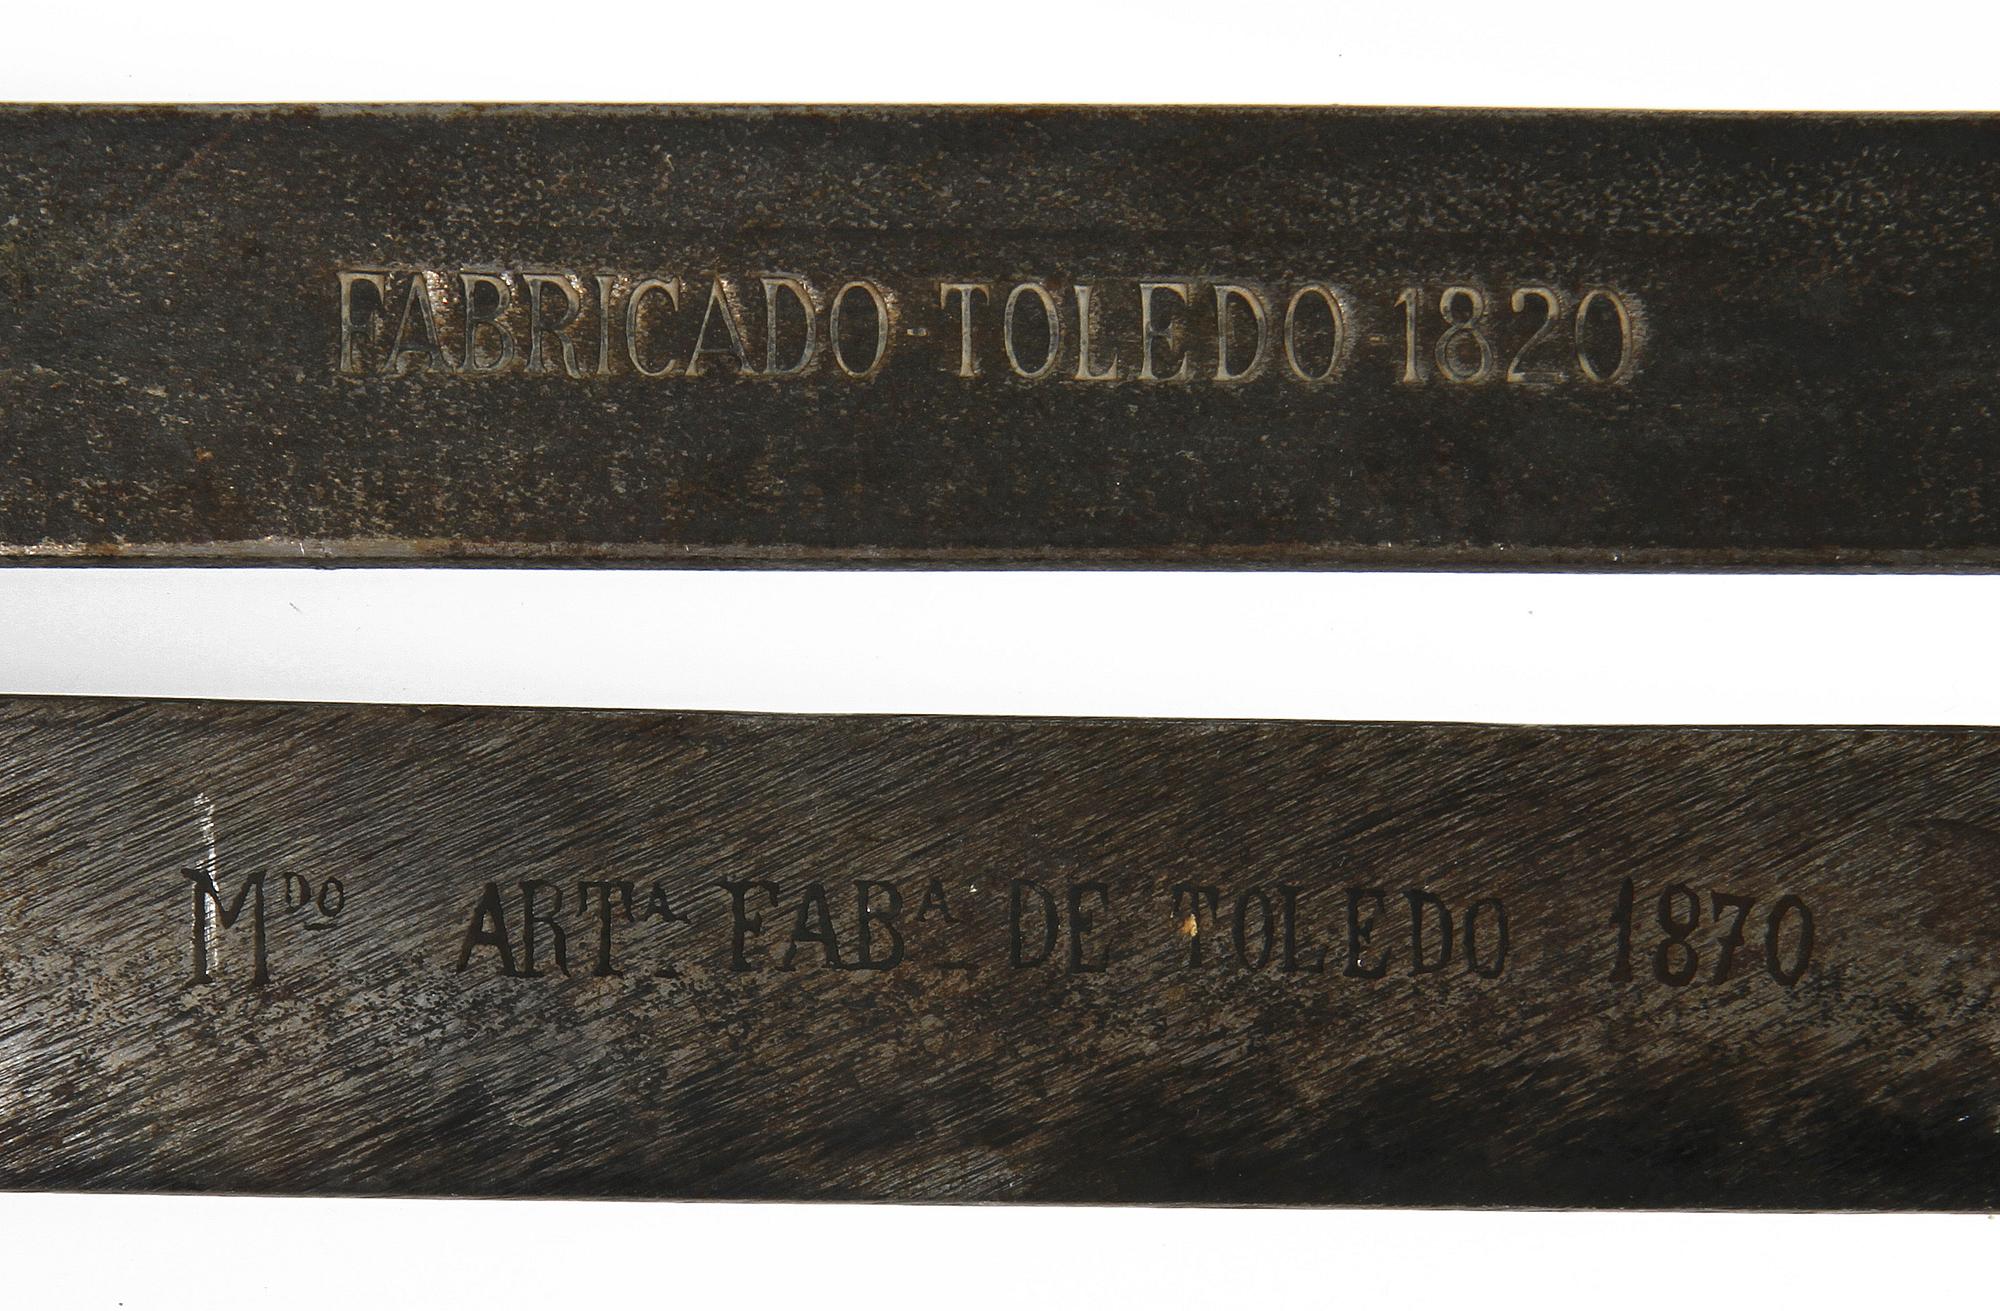 FABRICADO-TOLEDO-1820
Mᴰᴼ ARTᴬ FABᴬ DE TOLEDO 1870